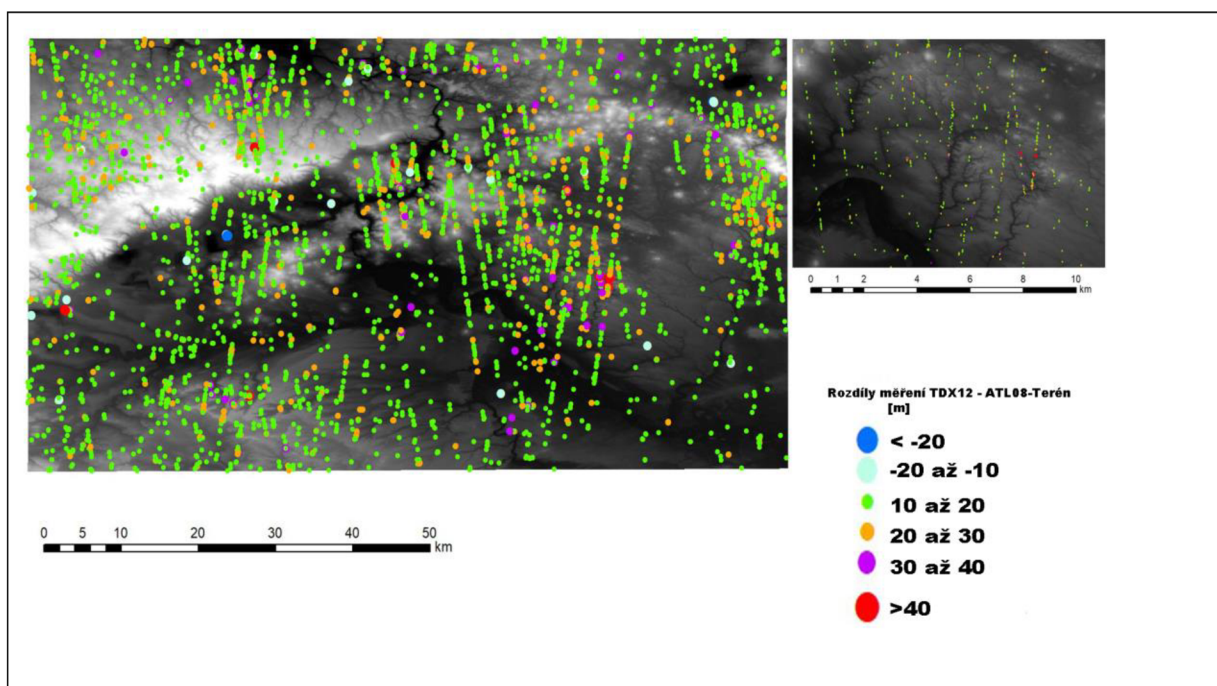 0 2 4 6 8 10
km
Rozdíly měření TDX12 - ATL08-Terén
[m]
< -20
-20 až -10
10 až 20
20 až 30
30 až 40
>40
0 5 10 20 30 40 50
km